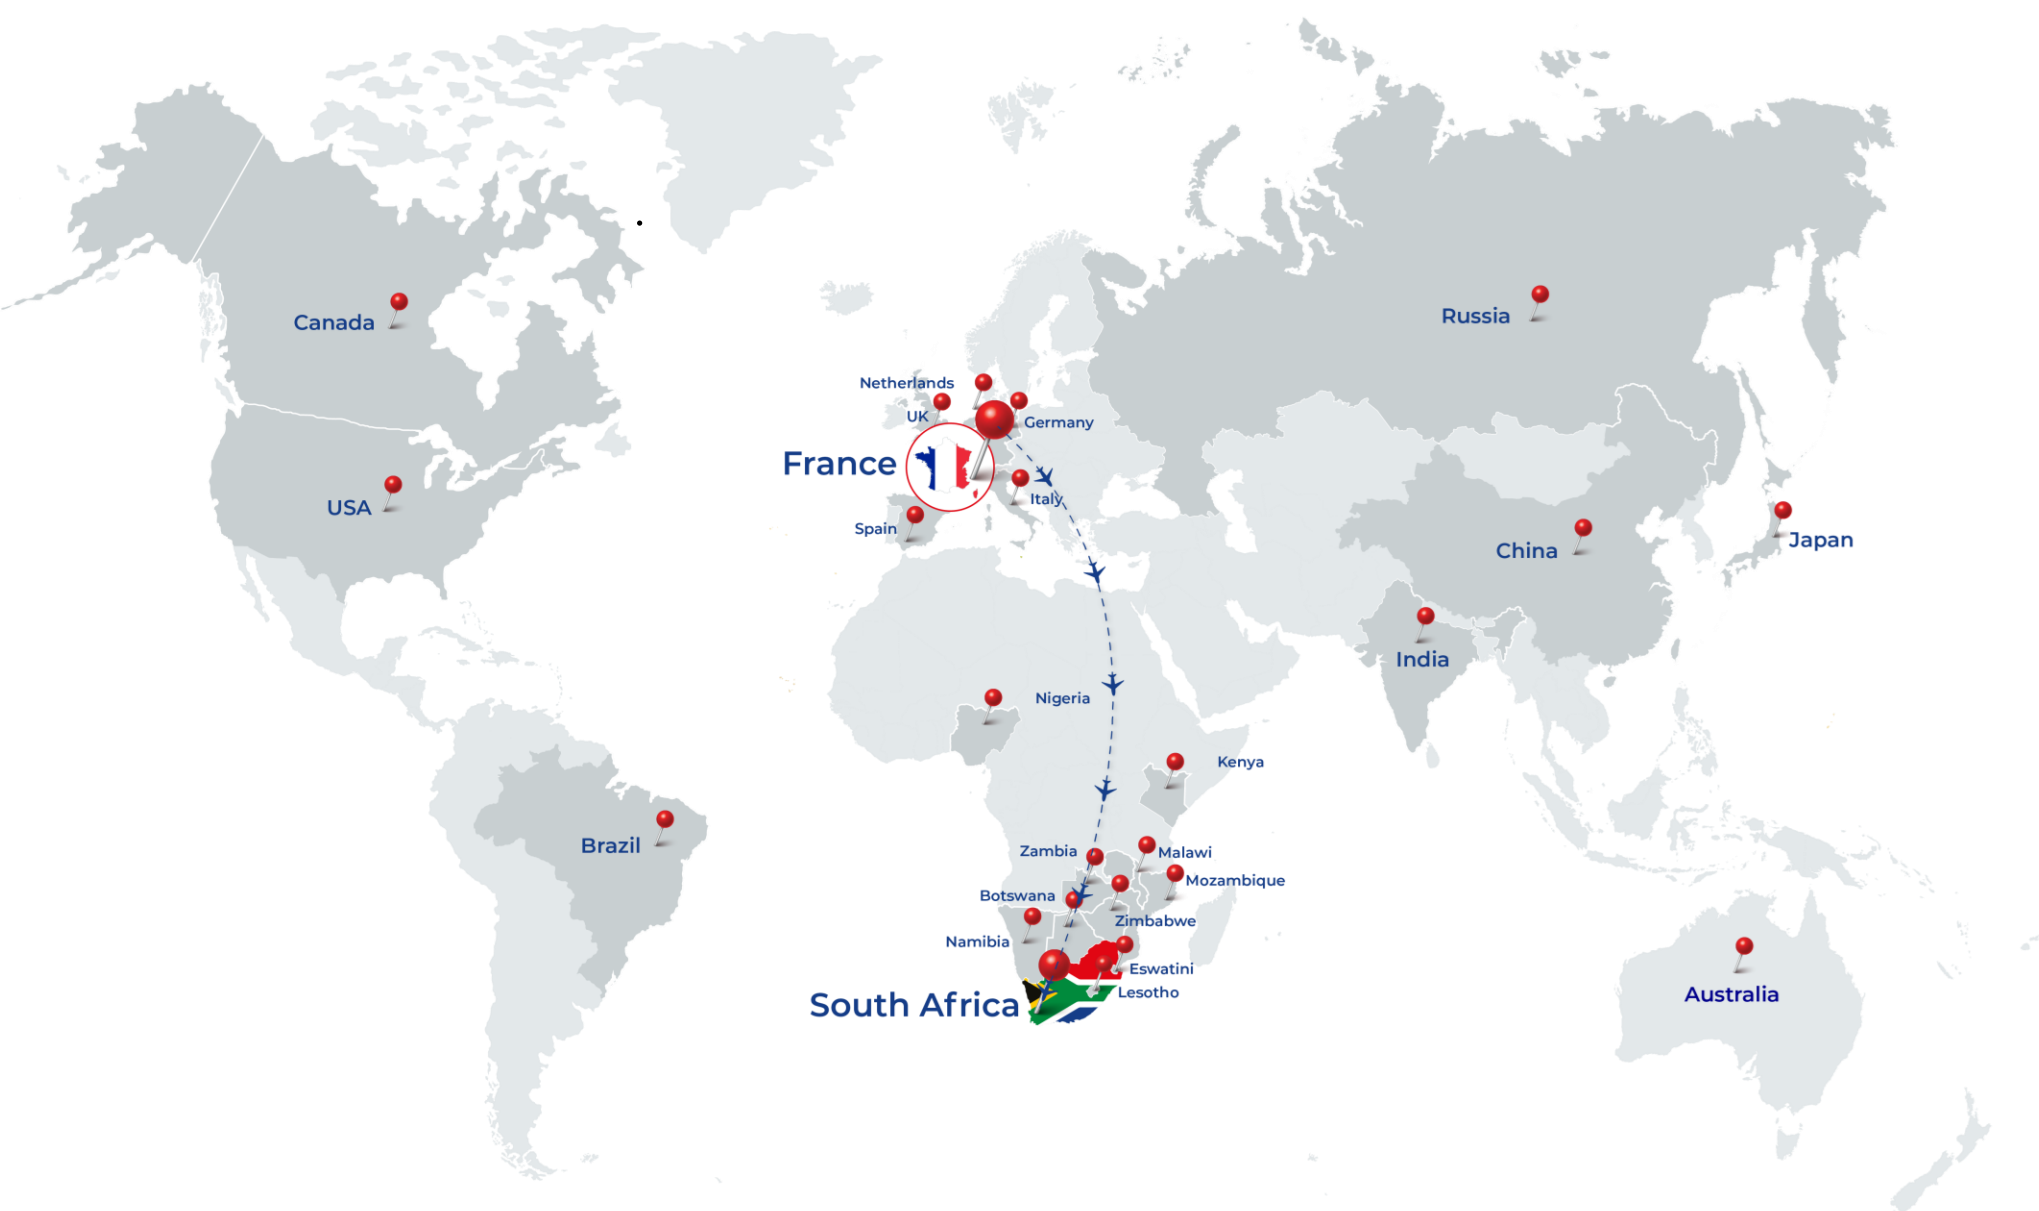 Canada
Russia
Netherlands
UK
Germany
France
Italy
USA
Spain
China
Japan
India
Nigeria
Kenya
Brazil
Zambia
Malawi
Mozambique
Botswana
Zimbabwe
Namibia
Eswatini
Lesotho
South Africa
Australia